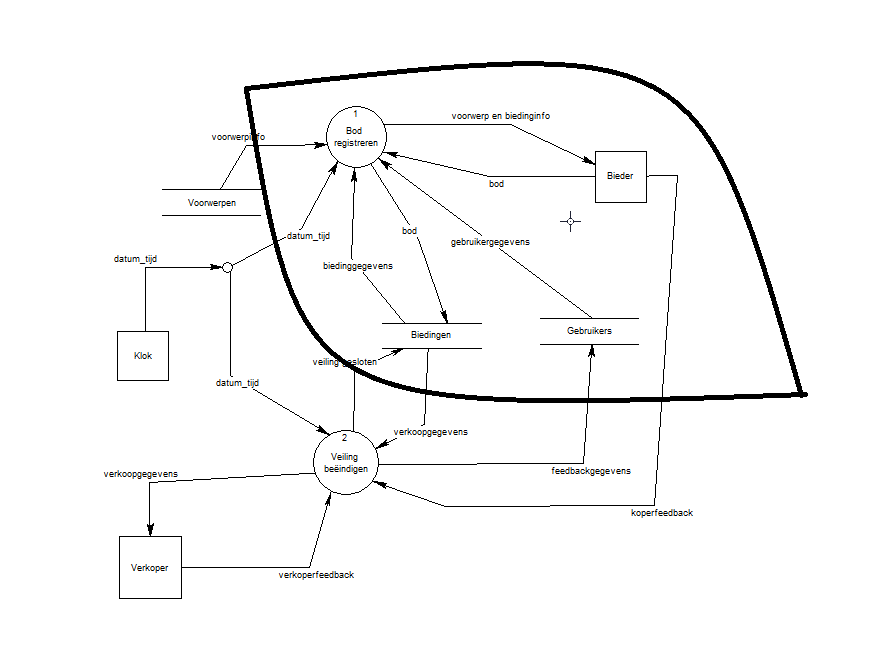 1
Bod
registreren
voorwerp en biedinginfo
voorwerpinfo
Bieder
bod
Voorwerpen
datum_tijd
bod
gebruikergegevens
datum_tijd
biedinggegevens
Biedingen
Gebruikers
Klok
veiling gesloten
datum_tijd
verkoopgegevens
2
Veiling
beëindigen
verkoopgegevens
feedbackgegevens
koperfeedback
Verkoper
verkoperfeedback